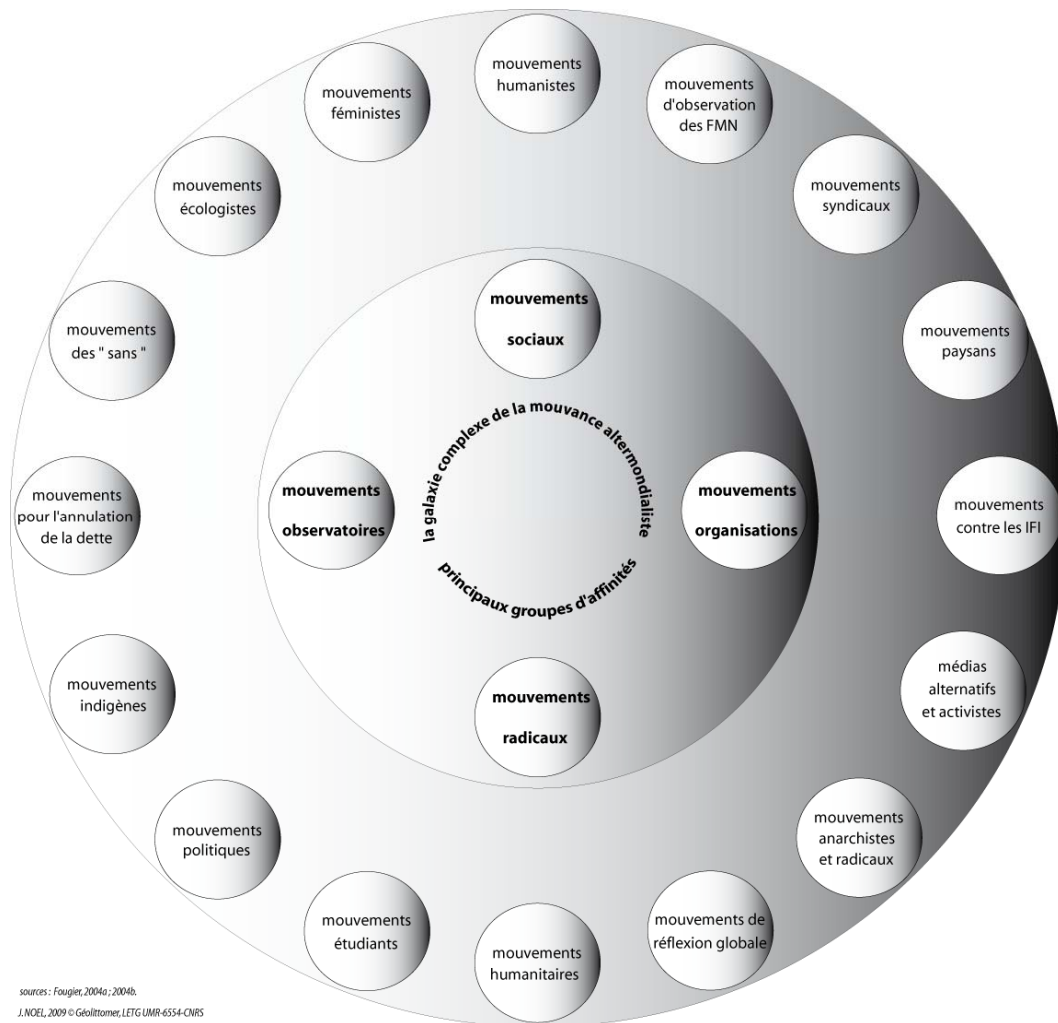 mouvements
humanistes
mouvements
d'observation
des FMN
mouvements
syndicaux
mouvements
paysans
mouvements
contre les IFI
médias
alternatifs
et activistes
mouvements
anarchistes
et radicaux
mouvements de
réflexion globale
mouvements
humanitaires
mouvements
étudiants
mouvements
politiques
mouvements
indigènes
mouvements
pour l'annulation
de la dette
mouvements
des " sans "
mouvements
écologistes
mouvements
féministes
mouvements
sociaux
mouvements
organisations
mouvements
radicaux
mouvements
observatoires
la galaxie complexe de la mouvance altermondialiste
principaux groupes d'affinités
sources : Fougier, 2004a ; 2004b.
J. NOEL, 2009 © Géolittomer, LETG UMR-6554-CNRS